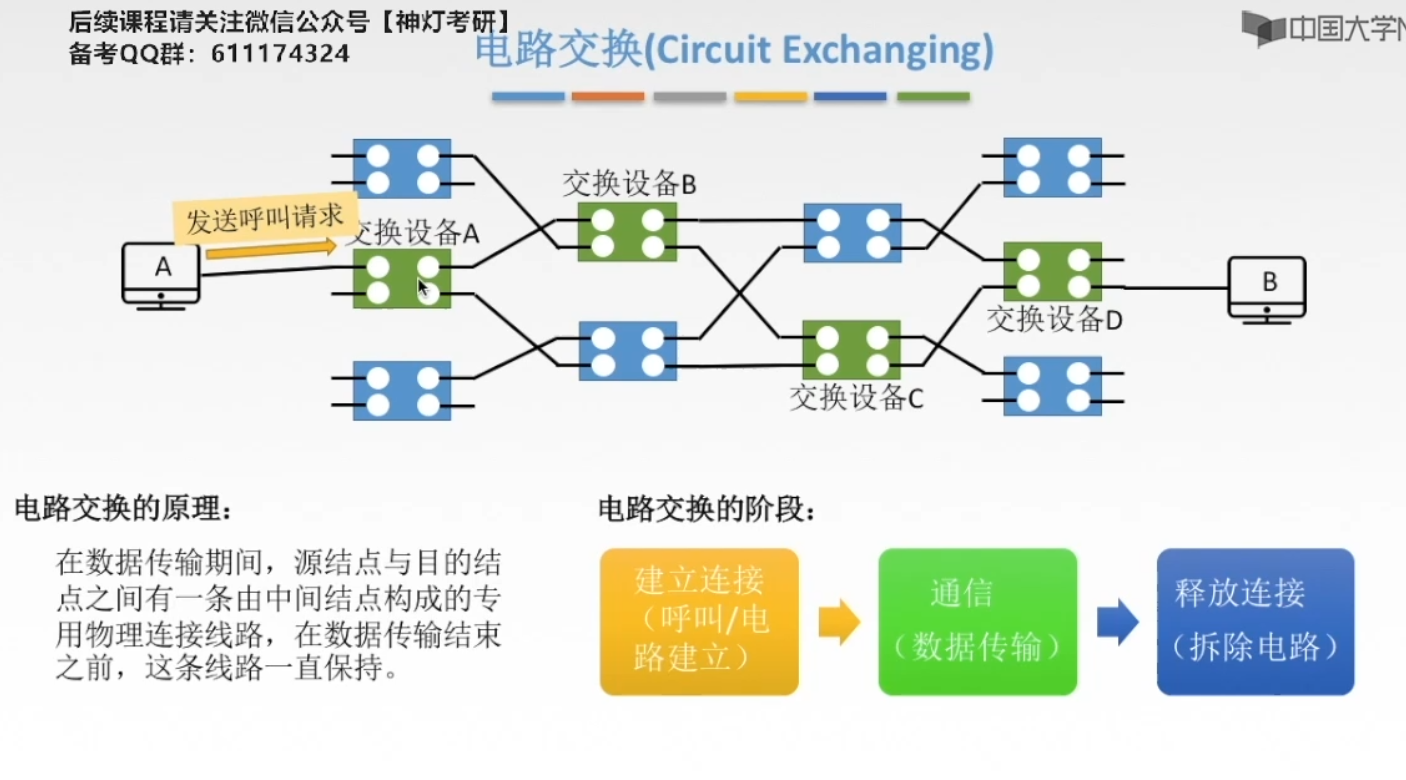 后续课程请关注微信公众号【神灯考研】
备考QQ群：611174324
电路交换(Circuit Exchanging)
中国大学M
发送呼叫请求
交换设备A
交换设备B
A
B
交换设备D
交换设备C
电路交换的原理：
在数据传输期间，源结点与目的结
点之间有一条由中间结点构成的专
用物理连接线路，在数据传输结束
之前，这条线路一直保持。
电路交换的阶段：
建立连接
（呼叫/电
路建立）
通信
（数据传输）
释放连接
（拆除电路）